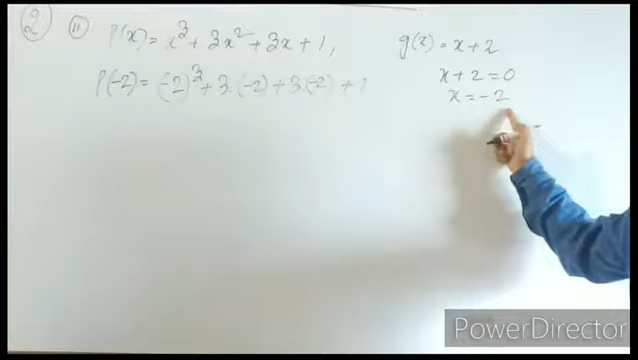 2 ii P(x) = x³ + 3x² + 3x + 1, g(x) = x + 2
x + 2 = 0
P(-2) = (-2)³ + 3.(-2) + 3.(-2) + 1
x = -2
PowerDirector